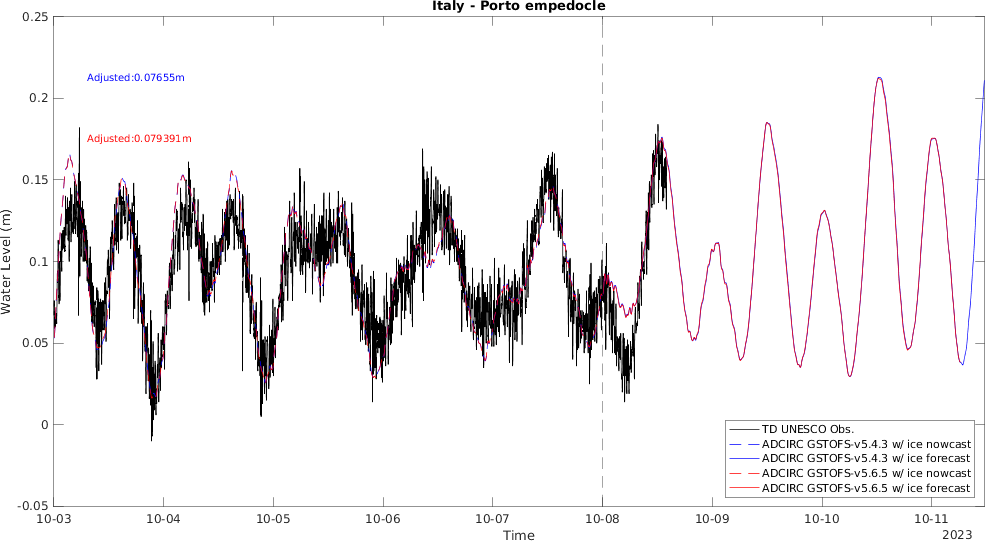 Italy - Porto empedocle
0.25
0.2
0.15
0.1
0.05
0
-0.05
Water Level (m)
Adjusted:0.07655m
Adjusted:0.079391m
TD UNESCO Obs.
ADCIRC GSTOFS-v5.4.3 w/ ice nowcast
ADCIRC GSTOFS-v5.4.3 w/ ice forecast
ADCIRC GSTOFS-v5.6.5 w/ ice nowcast
ADCIRC GSTOFS-v5.6.5 w/ ice forecast
10-03 10-04 10-05 10-06 10-07 10-08 10-09 10-10 10-11
Time
2023